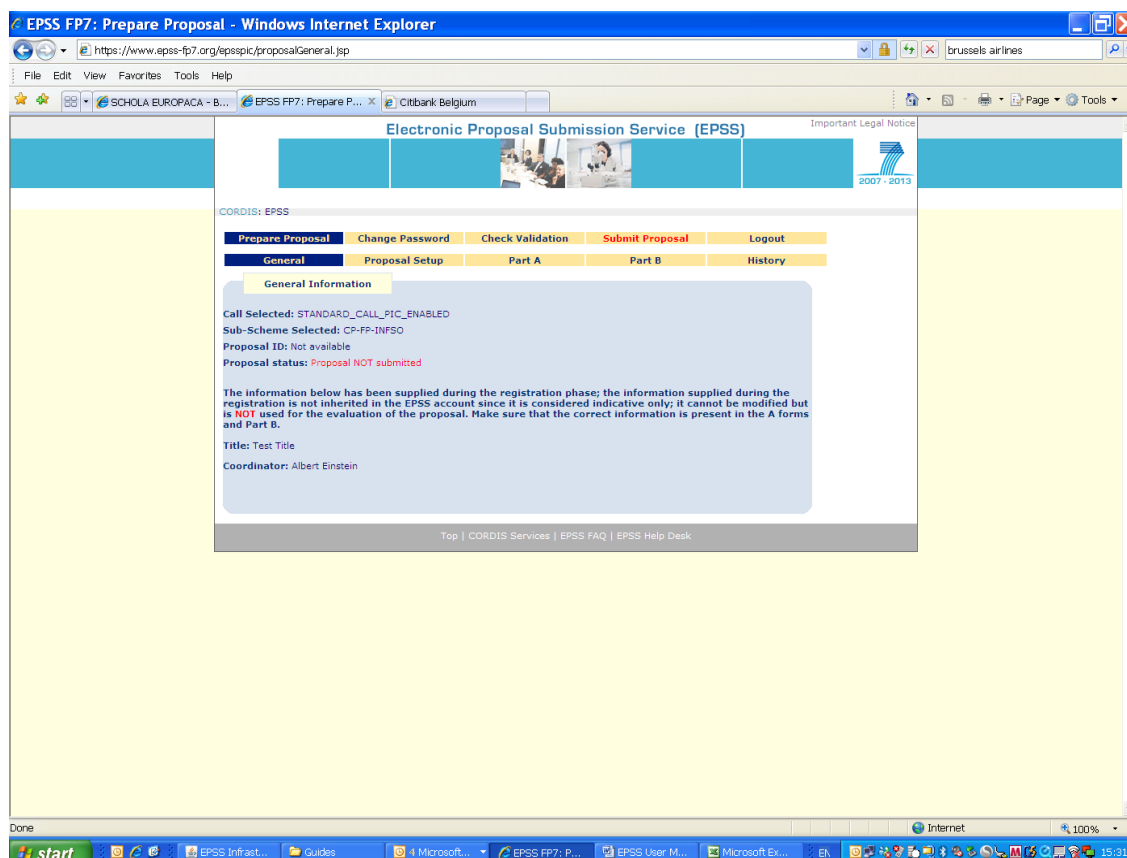 EPSS FP7: Prepare Proposal - Windows Internet Explorer
https://www.epss-fp7.org/epsspic/proposalGeneral.jsp
brussels airlines
File Edit View Favorites Tools Help
SCHOLA EUROPACA - B...
EPSS FP7: Prepare P...
Citibank Belgium
Page
Tools
Electronic Proposal Submission Service (EPSS)
Important Legal Notice
2007 - 2013
CORDIS: EPSS
Prepare Proposal Change Password Check Validation Submit Proposal Logout
General Proposal Setup Part A Part B History
General Information
Call Selected: STANDARD_CALL_PIC_ENABLED
Sub-Scheme Selected: CP-FP-INFSO
Proposal ID: Not available
Proposal status: Proposal NOT submitted
The information below has been supplied during the registration phase; the information supplied during the
registration is not inherited in the EPSS account since it is considered indicative only; it cannot be modified but
is NOT used for the evaluation of the proposal. Make sure that the correct information is present in the A forms
and Part B.
Title: Test Title
Coordinator: Albert Einstein
Top | CORDIS Services | EPSS FAQ | EPSS Help Desk
Done
Internet
100%
start
EPSS Infrast...
Guides
4 Microsoft...
EPSS FP7: P...
EPSS User M...
Microsoft Ex...
EN
15:31